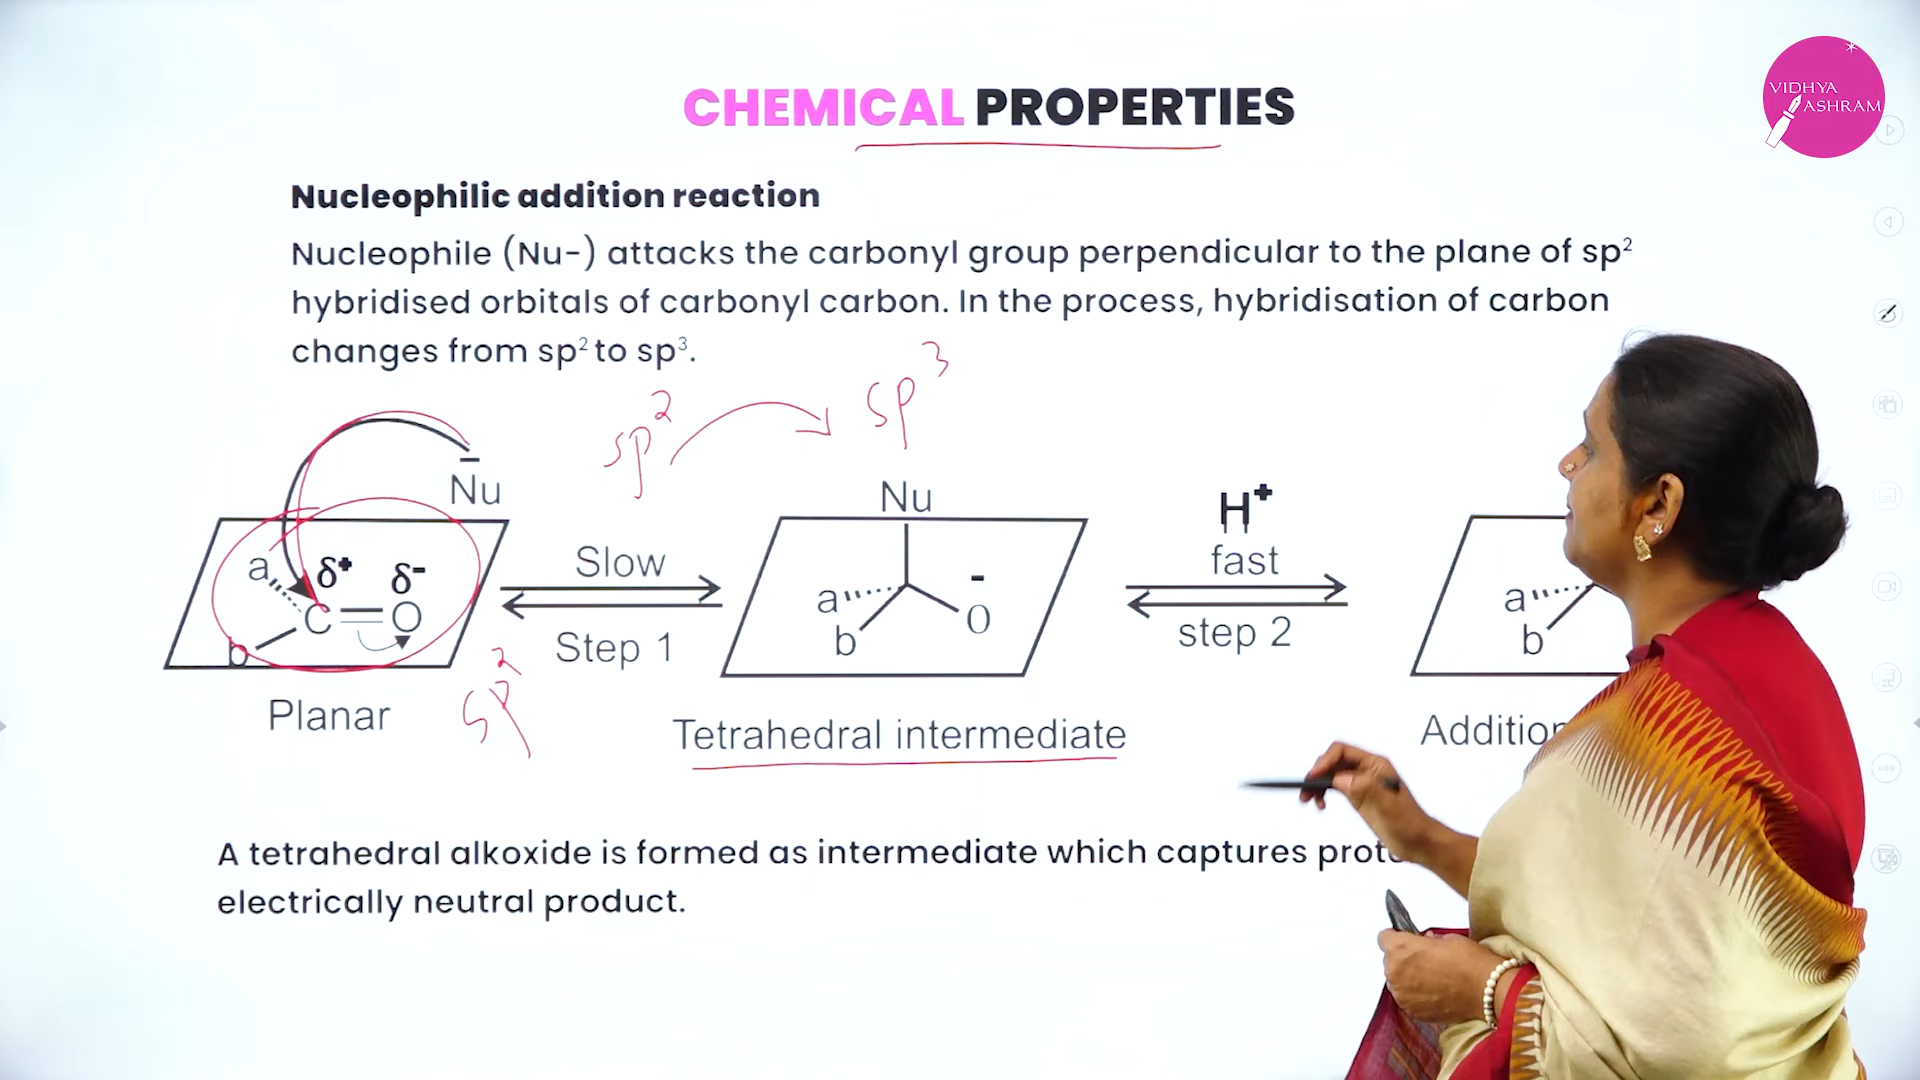 VIDHYA
ASHRAM
CHEMICAL PROPERTIES
Nucleophilic addition reaction
Nucleophile (Nu-) attacks the carbonyl group perpendicular to the plane of sp²
hybridised orbitals of carbonyl carbon. In the process, hybridisation of carbon
changes from sp² to sp³.
sp² sp³
Nu
Nu
H⁺
a δ⁺ δ⁻
C O
b
Slow
Step 1
a
b
O
-
fast
step 2
a
b
sp²
Planar
Tetrahedral intermediate
A tetrahedral alkoxide is formed as intermediate which captures
electrically neutral product.